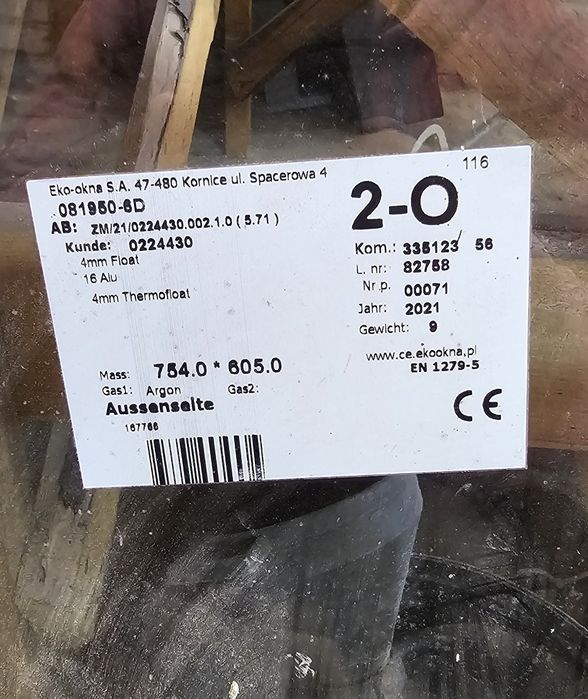 116
Eko-okna S.A. 47-480 Kornice ul. Spacerowa 4
081950-6D
2-O
AB: ZM/21/0224430.002.1.0 ( 5.71 )
Kunde: 0224430
Kom.: 335123 / 56
4mm Float
L. nr: 82758
16 Alu
Nr p. 00071
4mm Thermofloat
Jahr: 2021
Gewicht: 9
www.ce.ekookna.pl
EN 1279-5
Mass: 754.0 * 605.0
Gas1: Argon Gas2:
Aussenseite
CE
167766